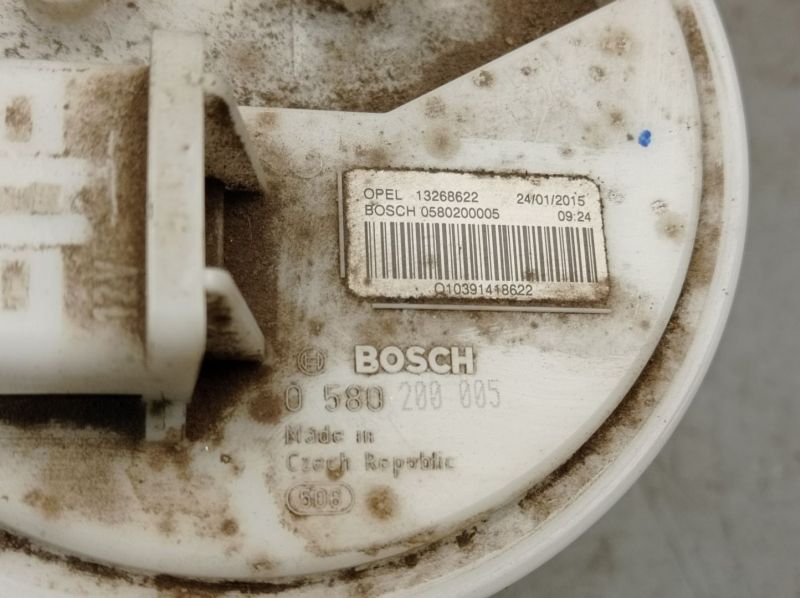 OPEL 13268622 24/01/2015
BOSCH 0580200005 09:24
Q10391418622
12V
BOSCH
0 580 200 005
Made in
Czech Republic